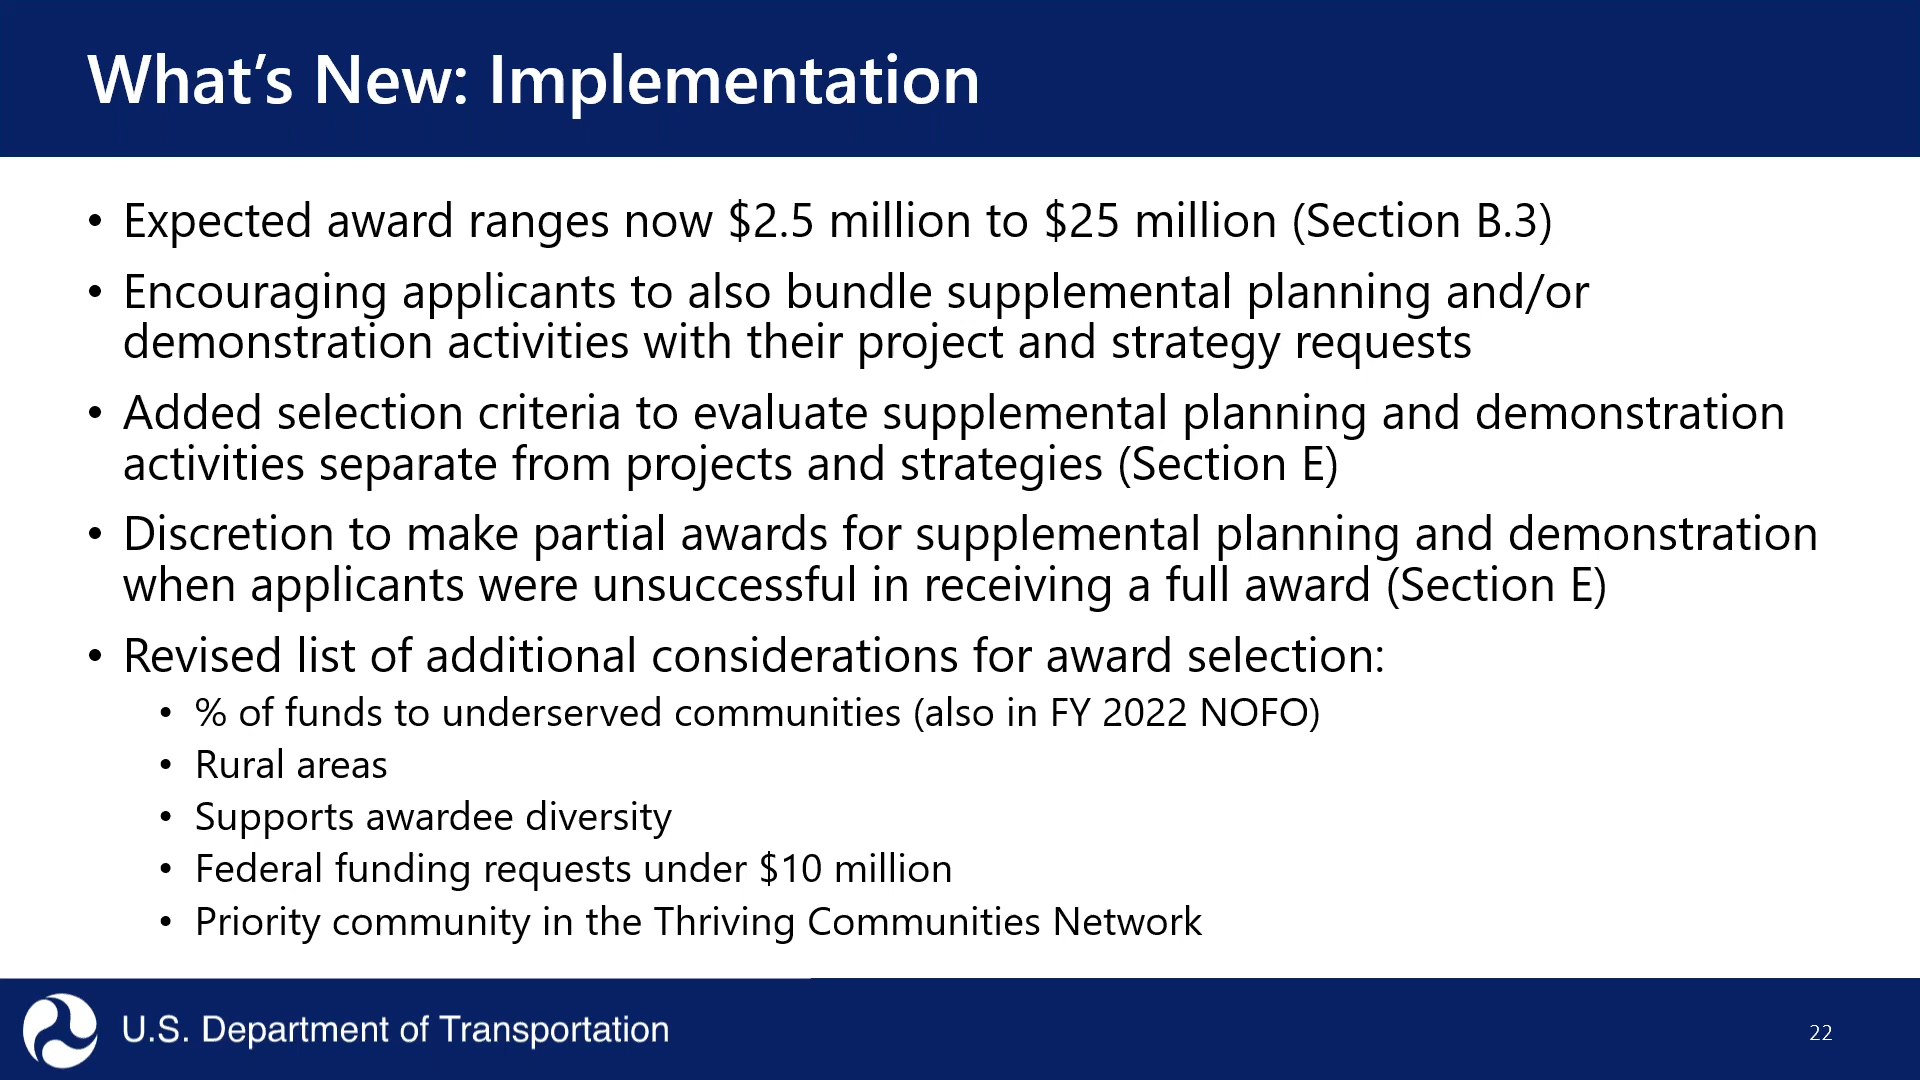 What's New: Implementation
• Expected award ranges now $2.5 million to $25 million (Section B.3)
• Encouraging applicants to also bundle supplemental planning and/or
demonstration activities with their project and strategy requests
• Added selection criteria to evaluate supplemental planning and demonstration
activities separate from projects and strategies (Section E)
• Discretion to make partial awards for supplemental planning and demonstration
when applicants were unsuccessful in receiving a full award (Section E)
• Revised list of additional considerations for award selection:
• % of funds to underserved communities (also in FY 2022 NOFO)
• Rural areas
• Supports awardee diversity
• Federal funding requests under $10 million
• Priority community in the Thriving Communities Network
U.S. Department of Transportation
22